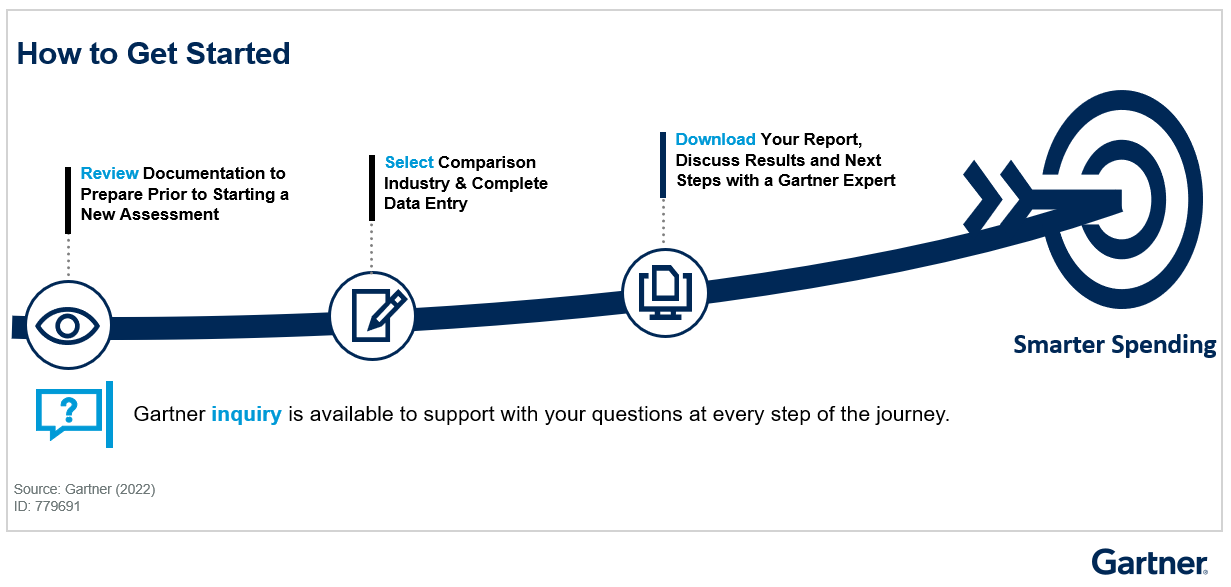 How to Get Started
Review Documentation to
Prepare Prior to Starting a
New Assessment
Select Comparison
Industry & Complete
Data Entry
Download Your Report,
Discuss Results and Next
Steps with a Gartner Expert
Smarter Spending
?
Gartner inquiry is available to support with your questions at every step of the journey.
Source: Gartner (2022)
ID: 779691
Gartner®